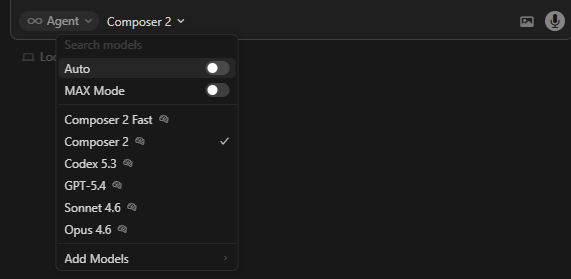 Agent
Composer 2
Search models
Auto
MAX Mode
Composer 2 Fast
Composer 2
Codex 5.3
GPT-5.4
Sonnet 4.6
Opus 4.6
Add Models